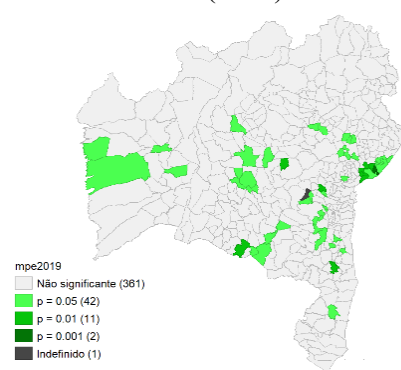 mpe2019
Não significante (361)
p = 0.05 (42)
p = 0.01 (11)
p = 0.001 (2)
Indefinido (1)